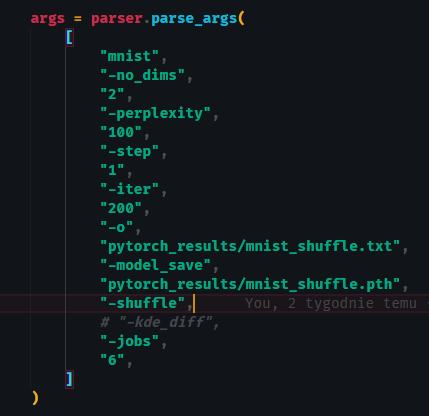 args = parser.parse_args(
[
"mnist",
"-no_dims",
"2",
"-perplexity",
"100",
"-step",
"1",
"-iter",
"200",
"-o",
"pytorch_results/mnist_shuffle.txt",
"-model_save",
"pytorch_results/mnist_shuffle.pth",
"-shuffle", You, 2 tygodnie temu
# "-kde_diff",
"-jobs",
"6",
]
)